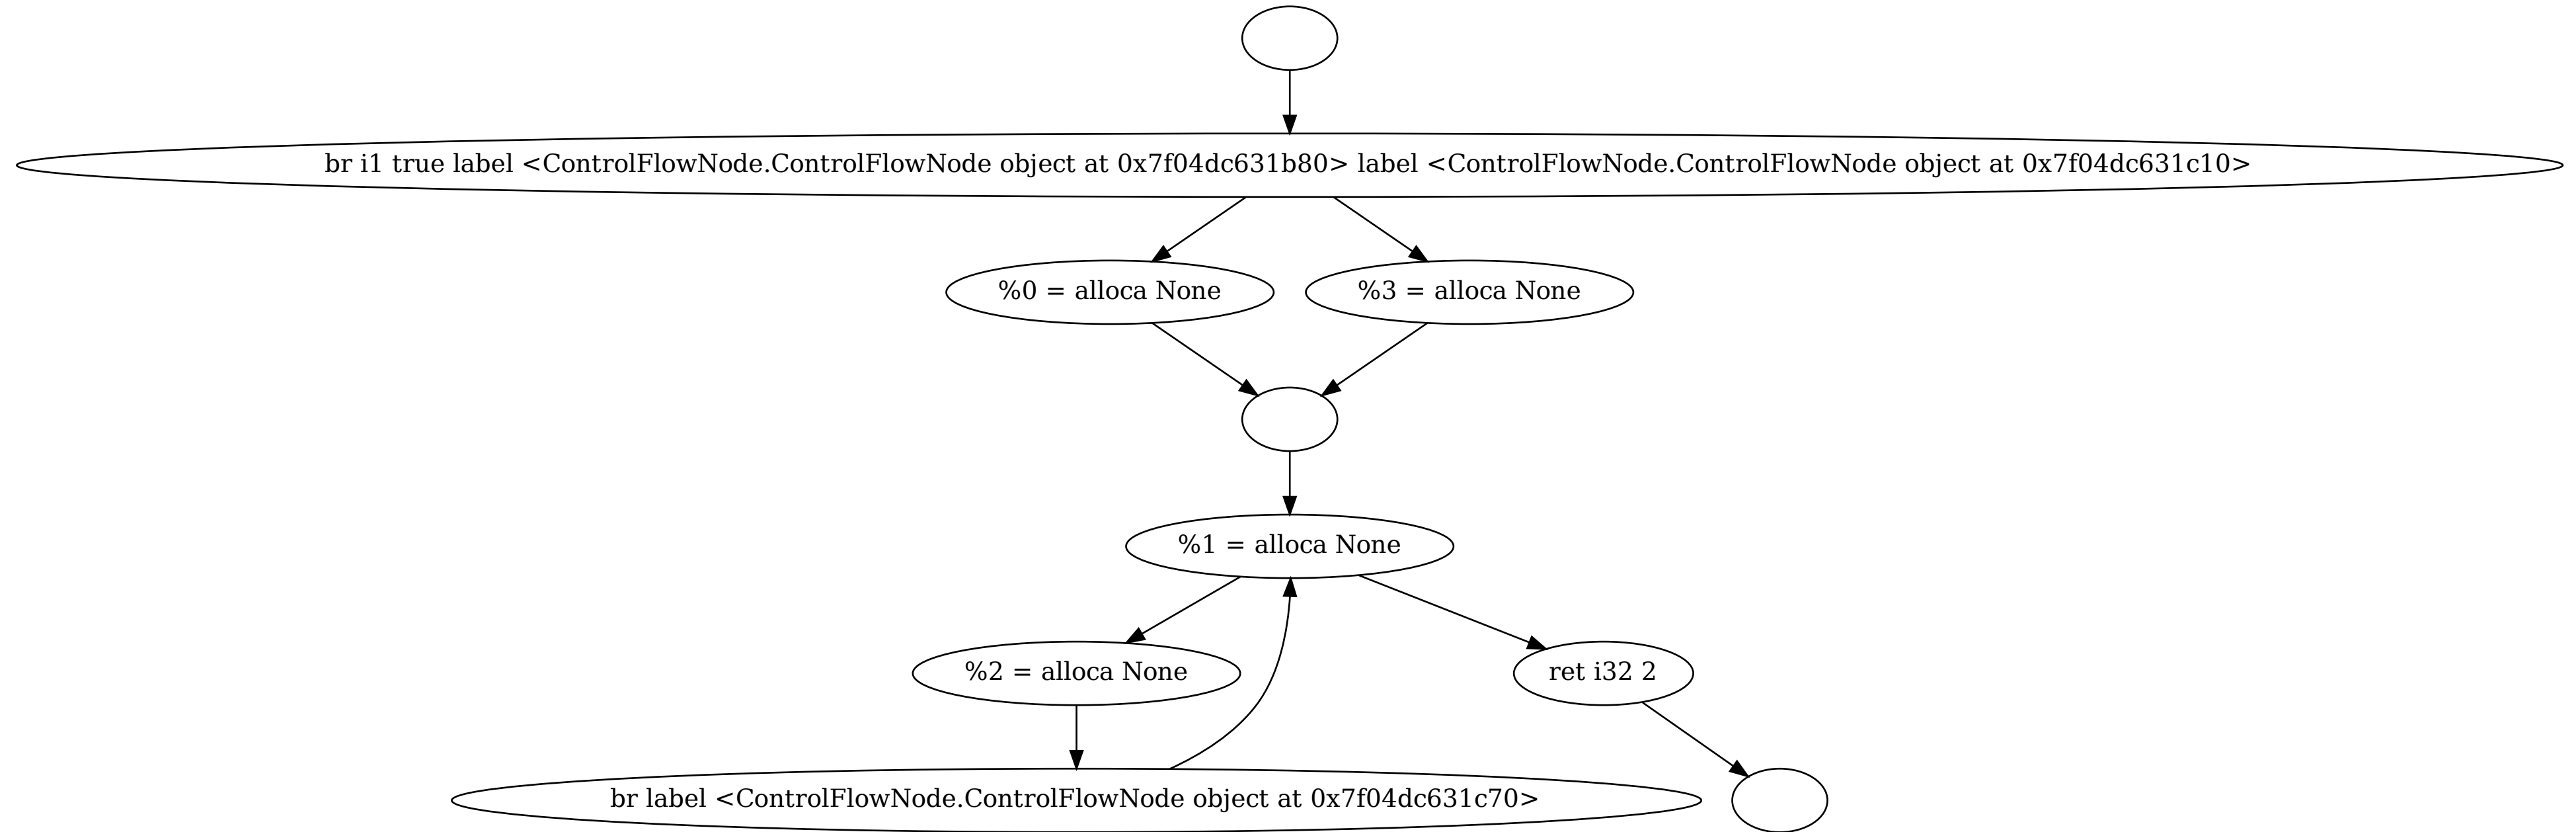 br i1 true label <ControlFlowNode.ControlFlowNode object at 0x7f04dc631b80> label <ControlFlowNode.ControlFlowNode object at 0x7f04dc631c10>
%0 = alloca None
%3 = alloca None
%1 = alloca None
%2 = alloca None
ret i32 2
br label <ControlFlowNode.ControlFlowNode object at 0x7f04dc631c70>